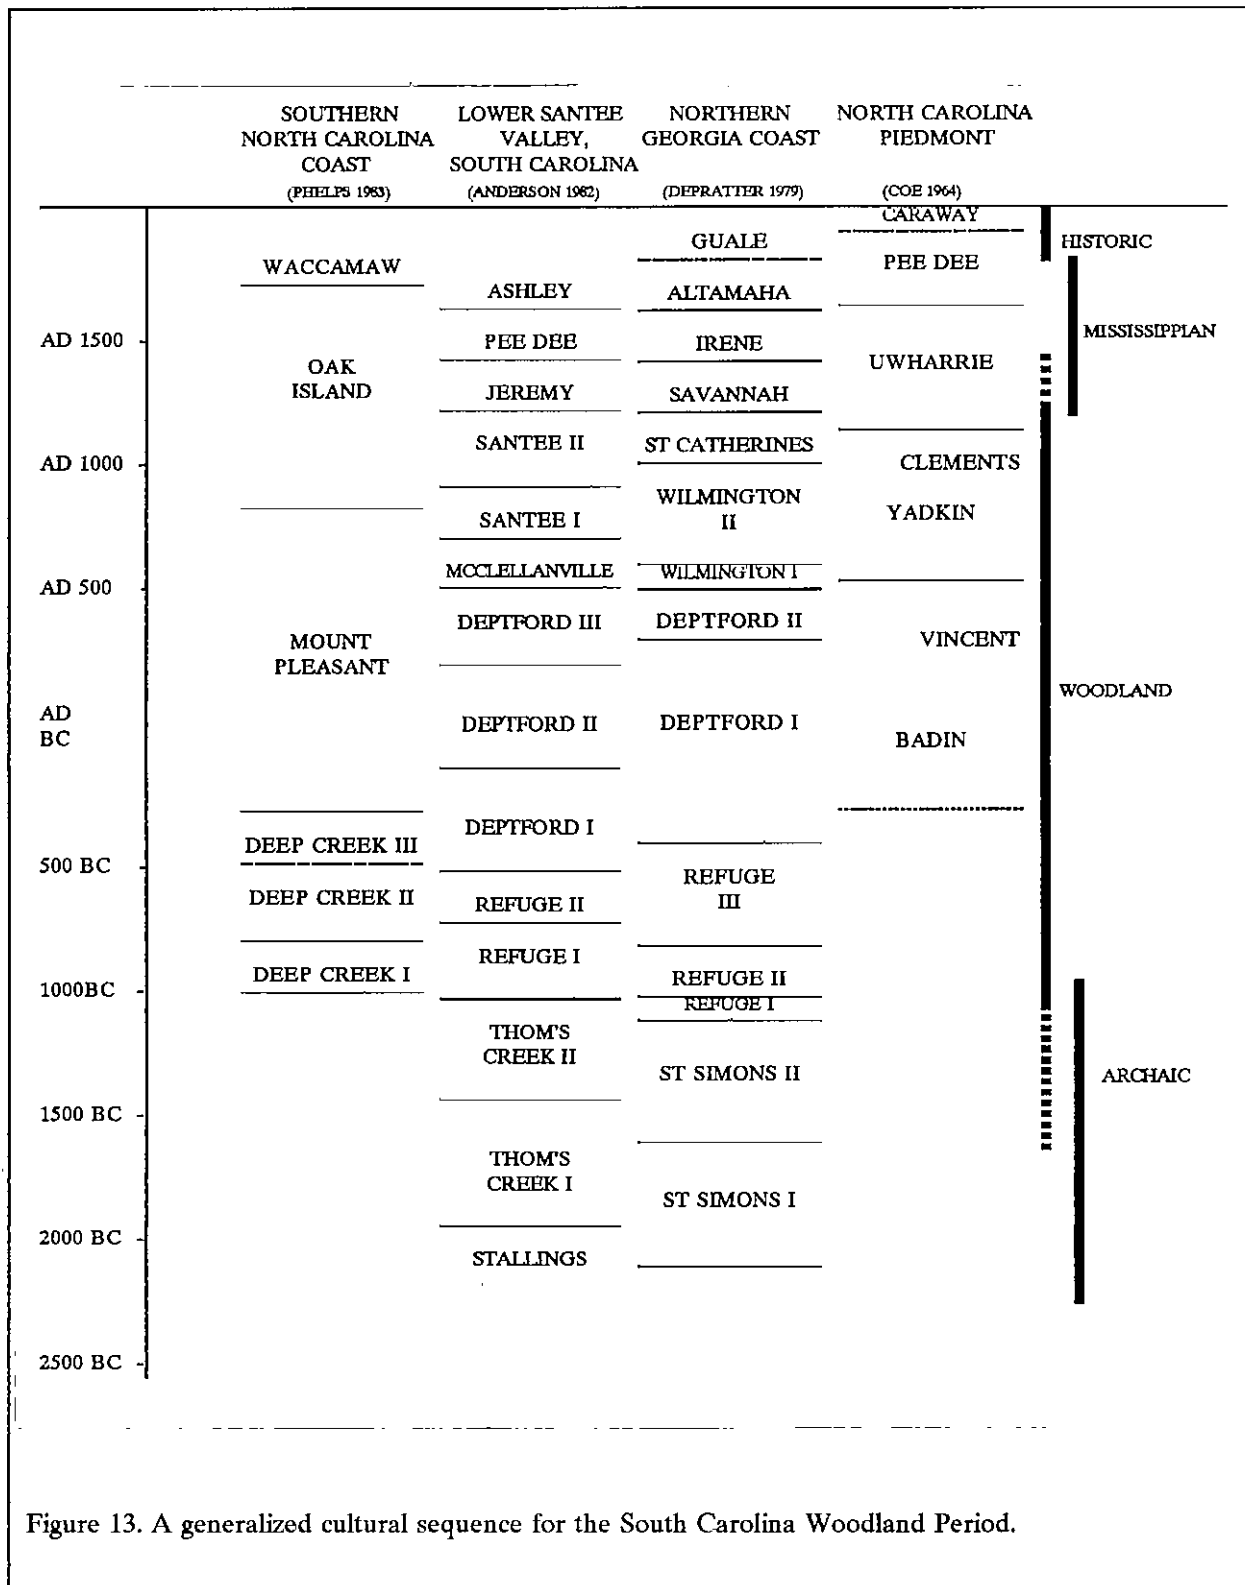 SOUTHERN
NORTH CAROLINA
COAST
(PHELPS 1983)
LOWER SANTEE
VALLEY,
SOUTH CAROLINA
(ANDERSON 1982)
NORTHERN
GEORGIA COAST
(DEPRATTER 1979)
NORTH CAROLINA
PIEDMONT
(COE 1964)
AD 1500
AD 1000
AD 500
AD
BC
500 BC
1000BC
1500 BC
2000 BC
2500 BC
WACCAMAW
OAK
ISLAND
MOUNT
PLEASANT
DEEP CREEK III
DEEP CREEK II
DEEP CREEK I
ASHLEY
PEE DEE
JEREMY
SANTEE II
SANTEE I
MCCLELLANVILLE
DEPTFORD III
DEPTFORD II
DEPTFORD I
REFUGE II
REFUGE I
THOM'S
CREEK II
THOM'S
CREEK I
STALLINGS
GUALE
ALTAMAHA
IRENE
SAVANNAH
ST CATHERINES
WILMINGTON
II
WILMINGTON I
DEPTFORD II
DEPTFORD I
REFUGE
III
REFUGE II
REFUGE I
ST SIMONS II
ST SIMONS I
CARAWAY
PEE DEE
UWHARRIE
CLEMENTS
YADKIN
VINCENT
BADIN
HISTORIC
MISSISSIPPIAN
WOODLAND
ARCHAIC
Figure 13. A generalized cultural sequence for the South Carolina Woodland Period.